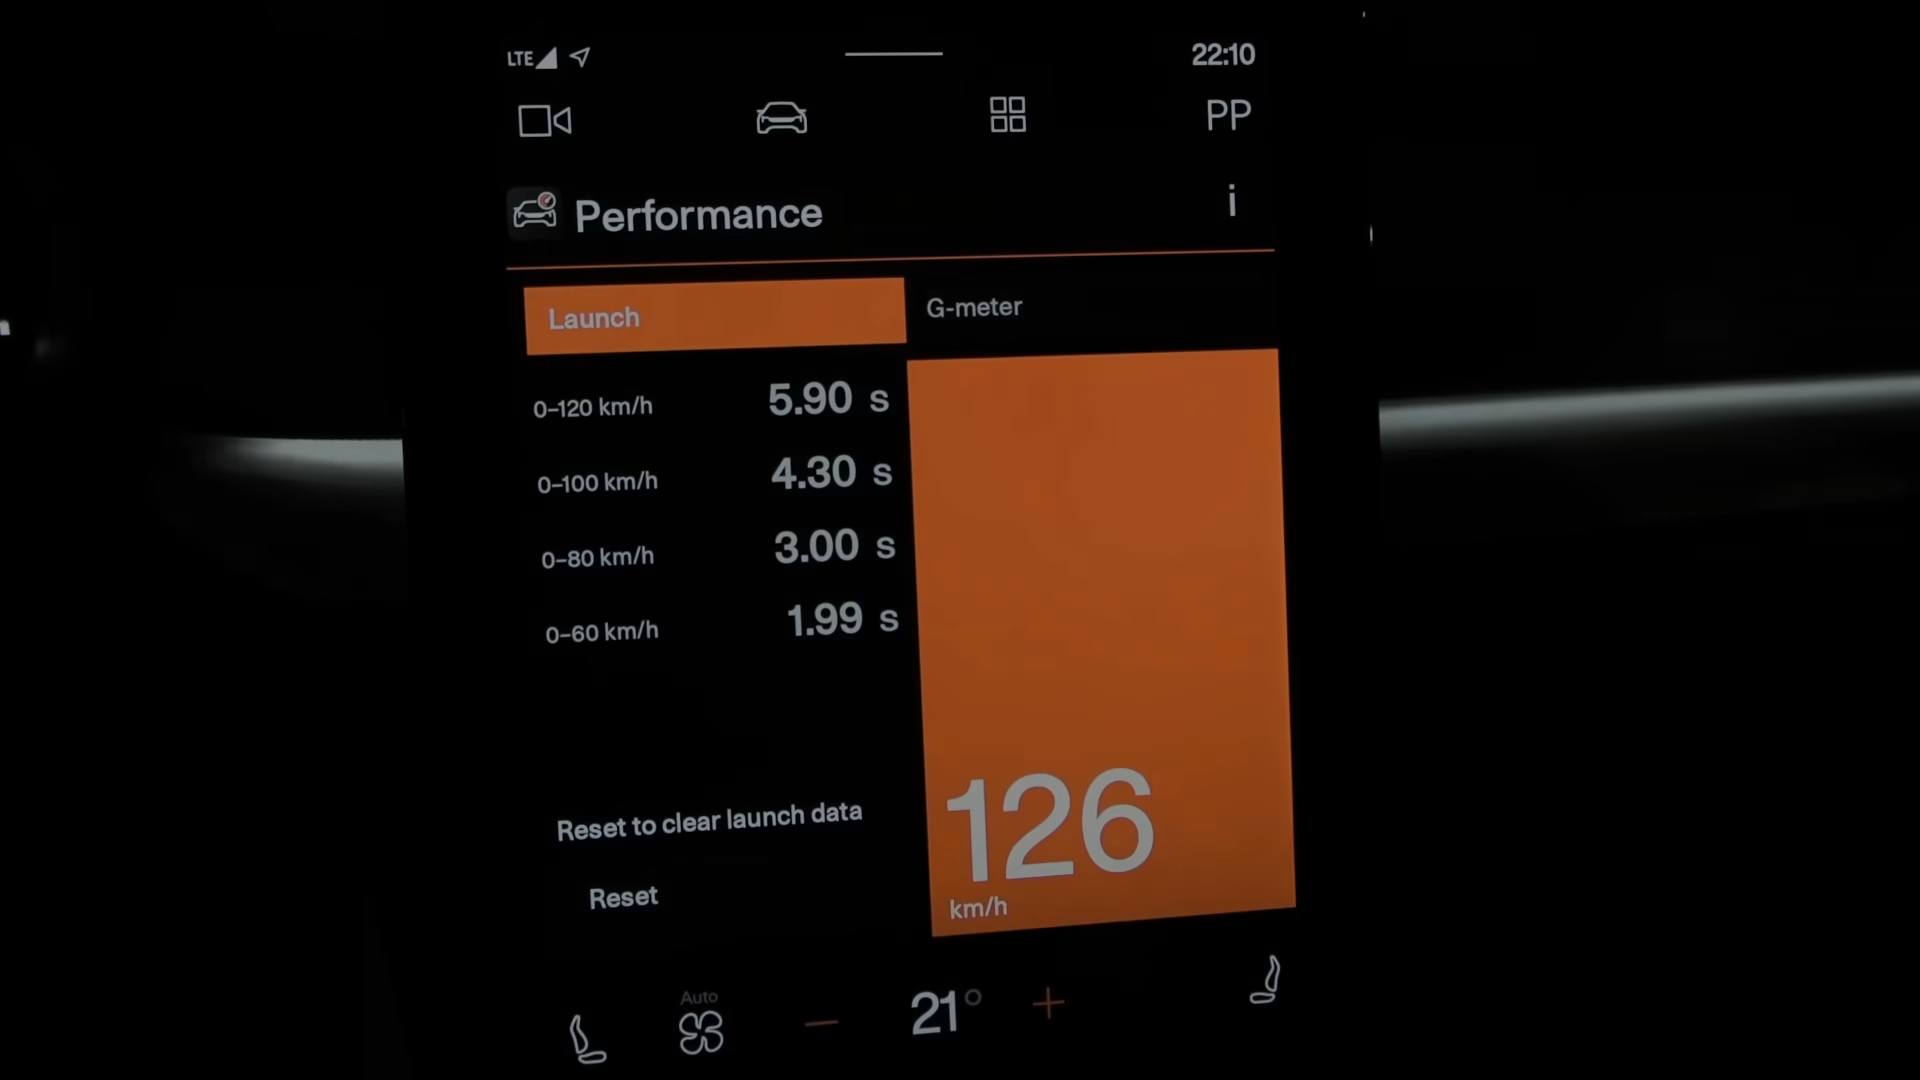 LTE 22:10
PP
Performance i
Launch G-meter
0–120 km/h 5.90 s
0–100 km/h 4.30 s
0–80 km/h 3.00 s
0–60 km/h 1.99 s
Reset to clear launch data
Reset
126
km/h
Auto
21°